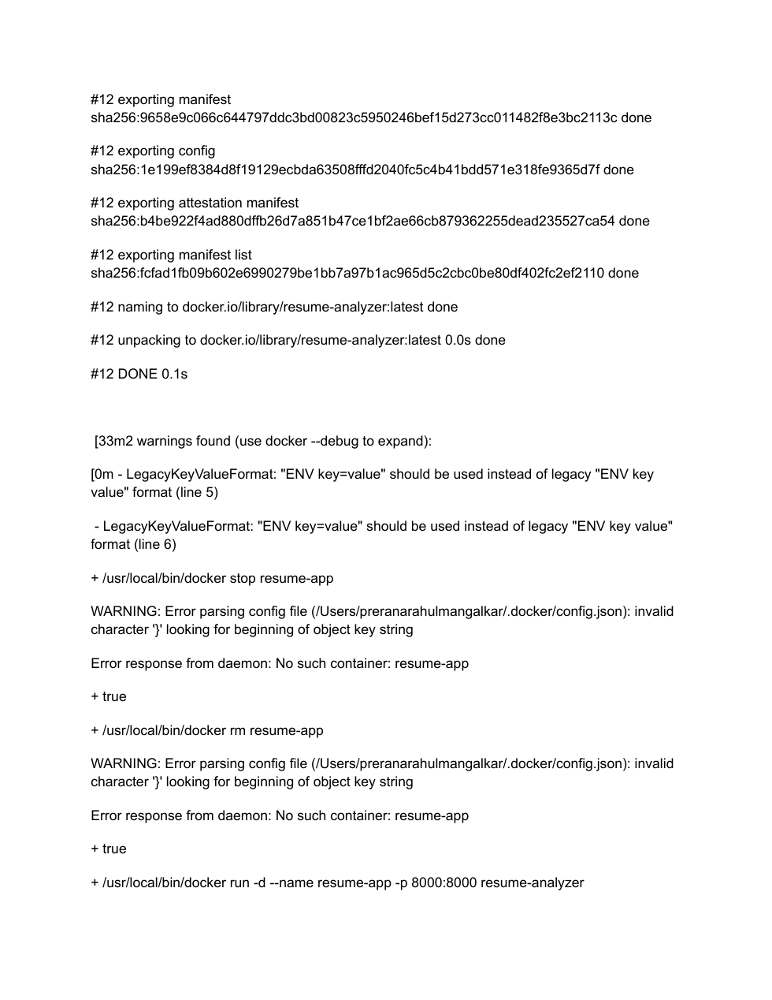 #12 exporting manifest
sha256:9658e9c066c644797ddc3bd00823c5950246bef15d273cc011482f8e3bc2113c done
#12 exporting config
sha256:1e199ef8384d8f19129ecbda63508fffd2040fc5c4b41bdd571e318fe9365d7f done
#12 exporting attestation manifest
sha256:b4be922f4ad880dffb26d7a851b47ce1bf2ae66cb879362255dead235527ca54 done
#12 exporting manifest list
sha256:fcfad1fb09b602e6990279be1bb7a97b1ac965d5c2cbc0be80df402fc2ef2110 done
#12 naming to docker.io/library/resume-analyzer:latest done
#12 unpacking to docker.io/library/resume-analyzer:latest 0.0s done
#12 DONE 0.1s
[33m2 warnings found (use docker --debug to expand):
[0m - LegacyKeyValueFormat: "ENV key=value" should be used instead of legacy "ENV key
value" format (line 5)
- LegacyKeyValueFormat: "ENV key=value" should be used instead of legacy "ENV key value"
format (line 6)
+ /usr/local/bin/docker stop resume-app
WARNING: Error parsing config file (/Users/preranarahulmangalkar/.docker/config.json): invalid
character '}' looking for beginning of object key string
Error response from daemon: No such container: resume-app
+ true
+ /usr/local/bin/docker rm resume-app
WARNING: Error parsing config file (/Users/preranarahulmangalkar/.docker/config.json): invalid
character '}' looking for beginning of object key string
Error response from daemon: No such container: resume-app
+ true
+ /usr/local/bin/docker run -d --name resume-app -p 8000:8000 resume-analyzer